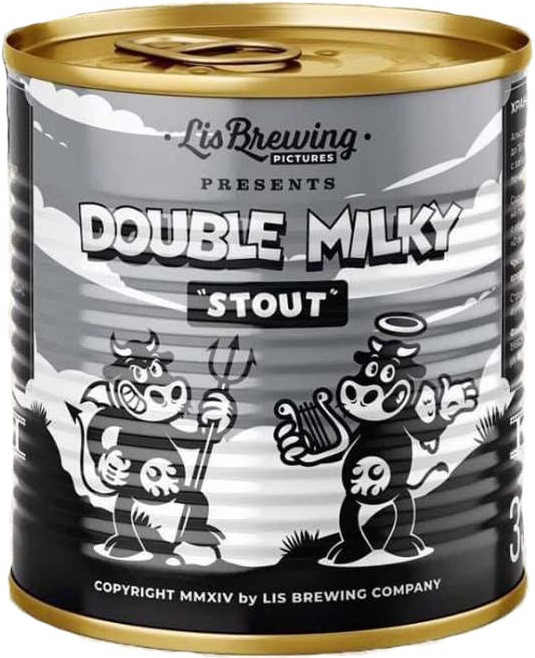 · Lis Brewing ·
PICTURES
PRESENTS
DOUBLE MILKY
"STOUT"
COPYRIGHT MMXIV by LIS BREWING COMPANY